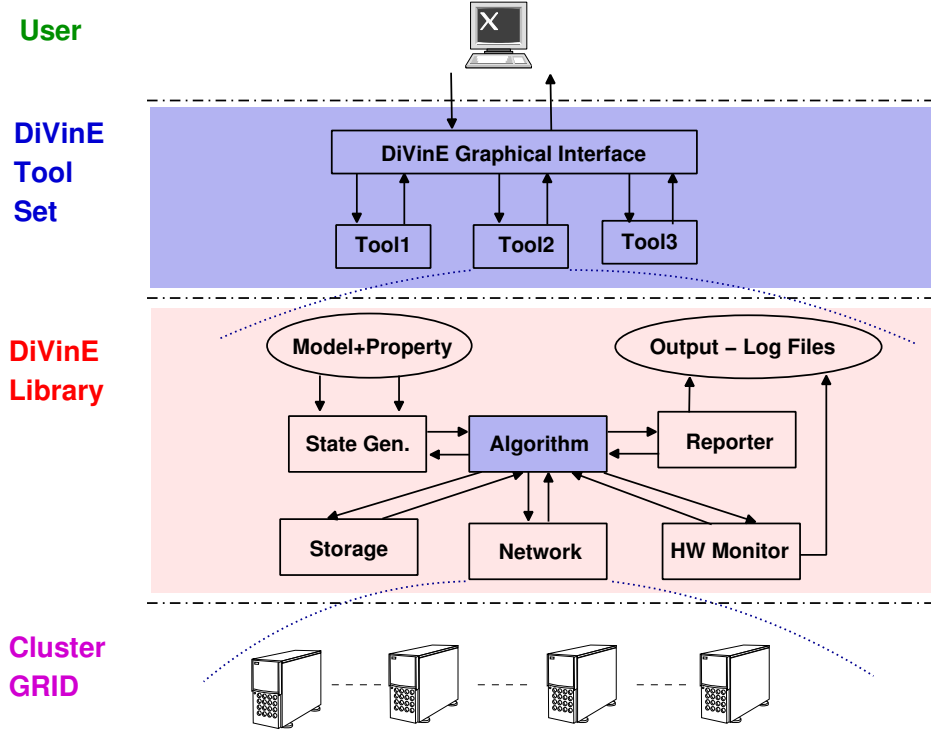 User
X
DiVinE
Tool
Set
DiVinE Graphical Interface
Tool1
Tool2
Tool3
DiVinE
Library
Model+Property
Output – Log Files
State Gen.
Algorithm
Reporter
Storage
Network
HW Monitor
Cluster
GRID